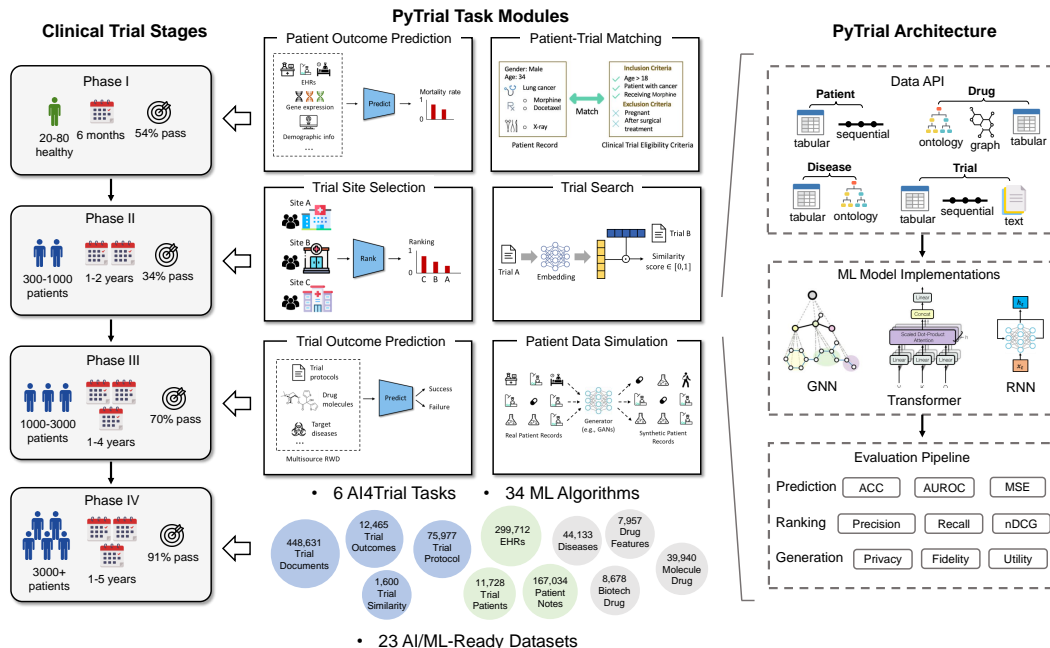 Clinical Trial Stages
Phase I
20-80
healthy
6 months
54% pass
Phase II
300-1000
patients
1-2 years
34% pass
Phase III
1000-3000
patients
1-4 years
70% pass
Phase IV
3000+
patients
1-5 years
91% pass
PyTrial Task Modules
Patient Outcome Prediction
EHRs
Gene expression
Demographic info
...
Predict
Mortality rate
1
0
Patient-Trial Matching
Gender: Male
Age: 34
Lung cancer
Morphine
Docetaxel
X-ray
Patient Record
Match
Inclusion Criteria
Age > 18
Patient with cancer
Receiving Morphine
Exclusion Criteria
Pregnant
After surgical
treatment
Clinical Trial Eligibility Criteria
Trial Site Selection
Site A
Site B
Site C
Rank
Ranking
1
0
C B A
Trial Search
Trial A
Embedding
Trial B
Similarity
score ∈ [0,1]
Trial Outcome Prediction
Trial
protocols
Drug
molecules
Target
diseases
...
Multisource RWD
Predict
Success
Failure
Patient Data Simulation
Real Patient Records
Generator
(e.g., GANs)
Synthetic Patient
Records
• 6 AI4Trial Tasks
• 34 ML Algorithms
448,631
Trial
Documents
12,465
Trial
Outcomes
75,977
Trial
Protocol
1,600
Trial
Similarity
299,712
EHRs
11,728
Trial
Patients
167,034
Patient
Notes
44,133
Diseases
7,957
Drug
Features
8,678
Biotech
Drug
39,940
Molecule
Drug
• 23 AI/ML-Ready Datasets
PyTrial Architecture
Data API
Patient
tabular
sequential
Drug
ontology
graph
tabular
Disease
tabular
ontology
Trial
tabular
sequential
text
ML Model Implementations
GNN
Linear
Concat
Scaled Dot-Product
Attention
h
Linear
Linear
Linear
V
K
Q
Transformer
h_t
x_t
RNN
Evaluation Pipeline
Prediction
ACC
AUROC
MSE
Ranking
Precision
Recall
nDCG
Generation
Privacy
Fidelity
Utility